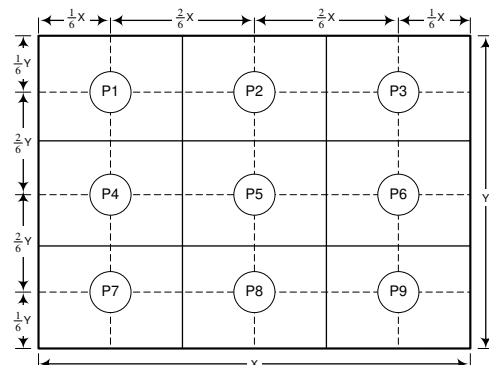 1/6 X 2/6 X 2/6 X 1/6 X
1/6 Y
P1 P2 P3
2/6 Y
P4 P5 P6
Y
2/6 Y
P7 P8 P9
1/6 Y
X